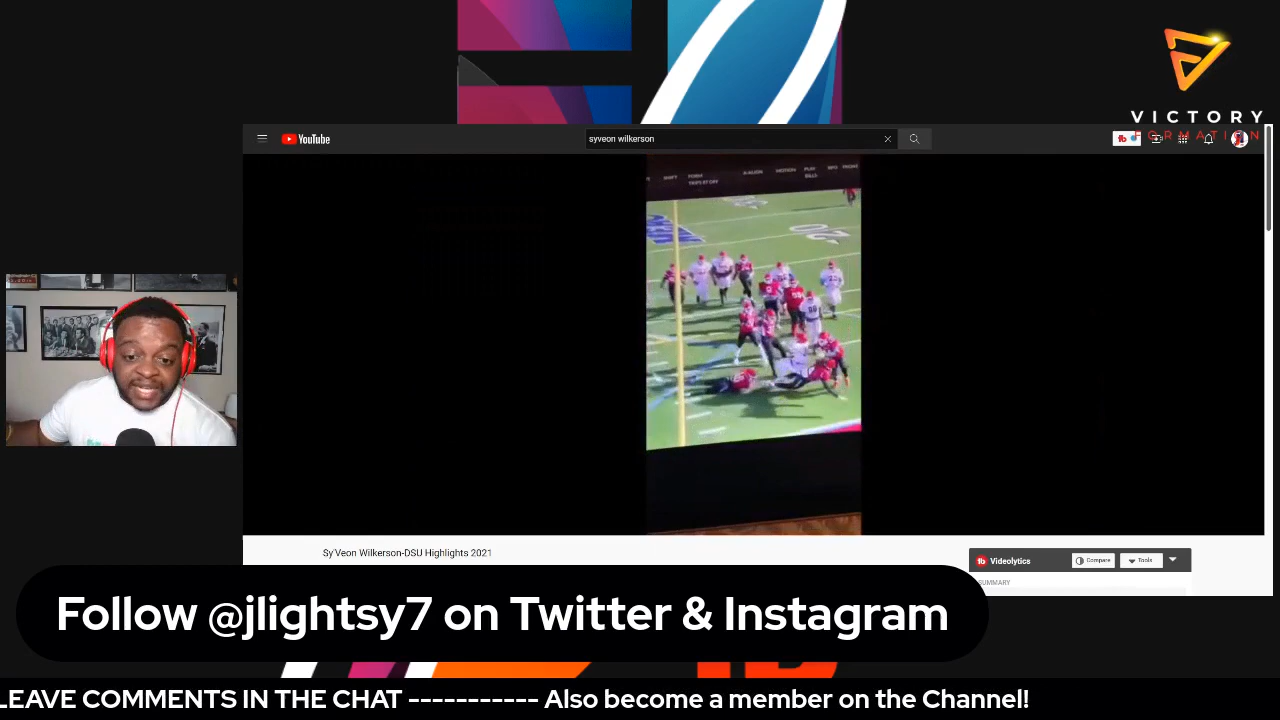 VICTORY
FORMATION
YouTube
syveon wilkerson
20
Sy'Veon Wilkerson-DSU Highlights 2021
Videolytics
Compare
Tools
SUMMARY
Follow @jlightsy7 on Twitter & Instagram
LEAVE COMMENTS IN THE CHAT ----------- Also become a member on the Channel!